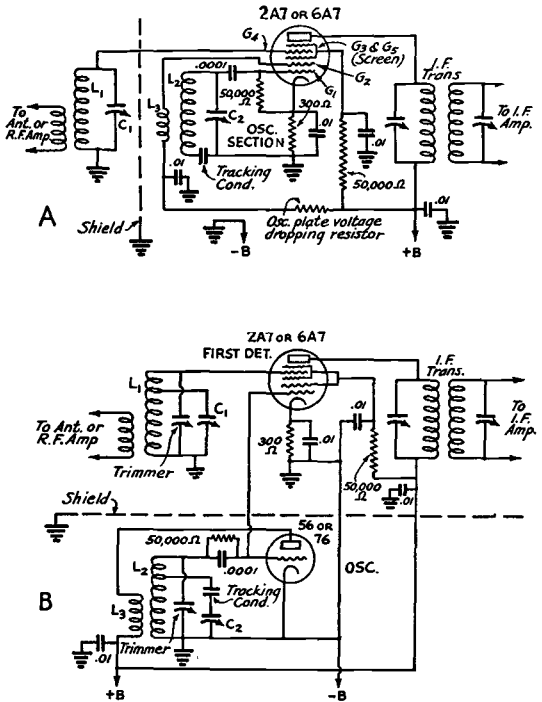 2A7 OR 6A7
G4
G3 & G5
(Screen)
G2
G1
I.F.
Trans.
.0001
L2
50,000Ω
L1
L3
C1
C2
300Ω
.01
.01
To
Ant. or
R.F. Amp.
To I.F.
Amp.
OSC.
SECTION
.01
Tracking
Cond.
50,000Ω
A
Shield
Osc. plate voltage
dropping resistor
.01
-B
+B
2A7 OR 6A7
FIRST DET.
I.F.
Trans.
L1
C1
To Ant. or
R.F. Amp
Trimmer
300
Ω
.01
.01
50,000
Ω
.01
To
I.F.
Amp.
Shield
50,000Ω
.0001
56 OR
76
L2
Tracking
Cond.
OSC.
B
L3
C2
Trimmer
.01
+B
-B